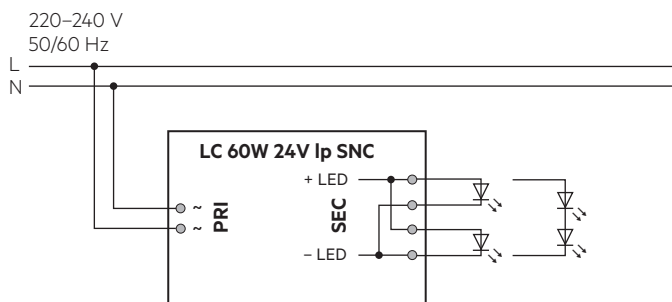 220–240 V
50/60 Hz
L
N
LC 60W 24V lp SNC
+ LED
~
PRI
~
SEC
– LED